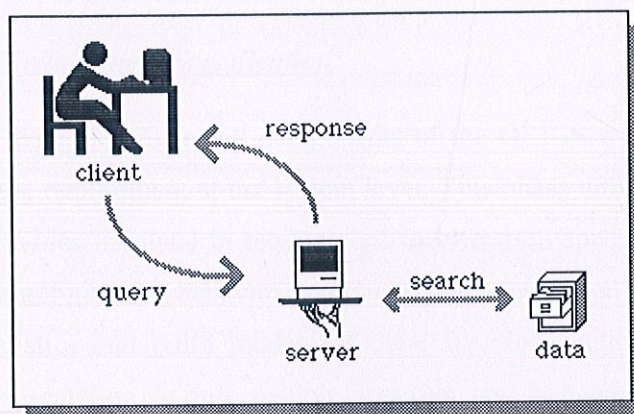 response
client
query
search
server
data